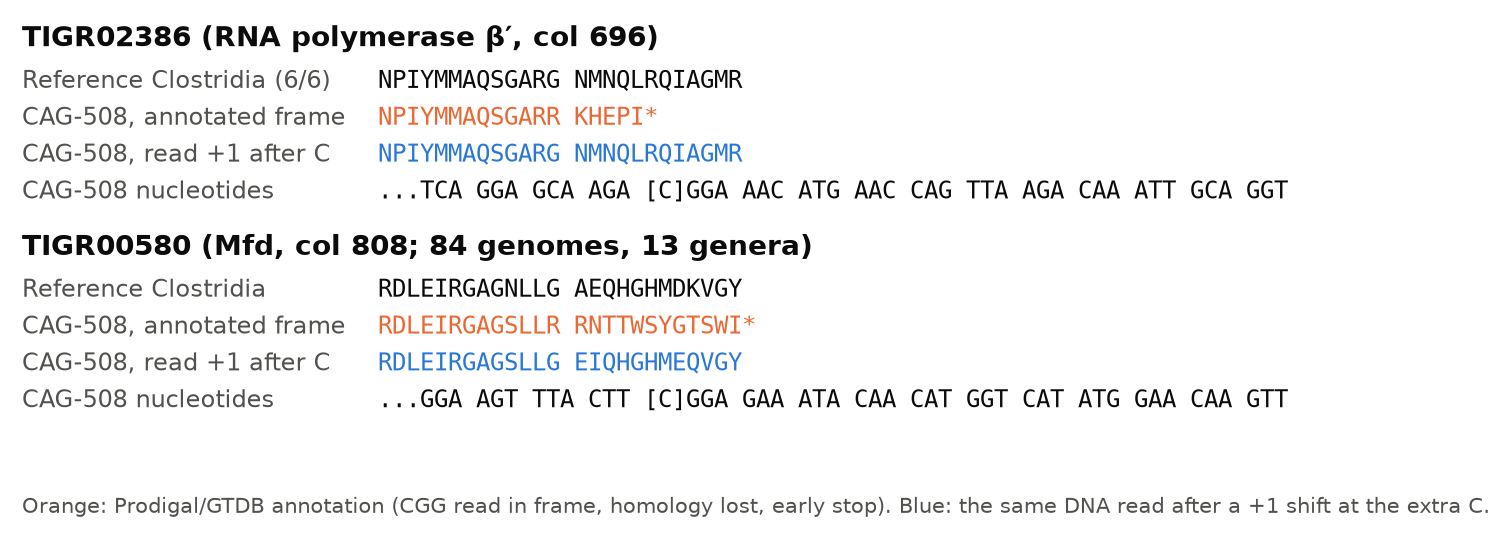 TIGR02386 (RNA polymerase β′, col 696)
Reference Clostridia (6/6) NPIYMMAQSGARG NMNQLRQIAGMR
CAG-508, annotated frame NPIYMMAQSGARR KHEPI*
CAG-508, read +1 after C NPIYMMAQSGARG NMNQLRQIAGMR
CAG-508 nucleotides ...TCA GGA GCA AGA [C]GGA AAC ATG AAC CAG TTA AGA CAA ATT GCA GGT
TIGR00580 (Mfd, col 808; 84 genomes, 13 genera)
Reference Clostridia RDLEIRGAGNLLG AEQHGHMDKVGY
CAG-508, annotated frame RDLEIRGAGSLLR RNTTWSYGTSWI*
CAG-508, read +1 after C RDLEIRGAGSLLG EIQHGHMEQVGY
CAG-508 nucleotides ...GGA AGT TTA CTT [C]GGA GAA ATA CAA CAT GGT CAT ATG GAA CAA GTT
Orange: Prodigal/GTDB annotation (CGG read in frame, homology lost, early stop). Blue: the same DNA read after a +1 shift at the extra C.